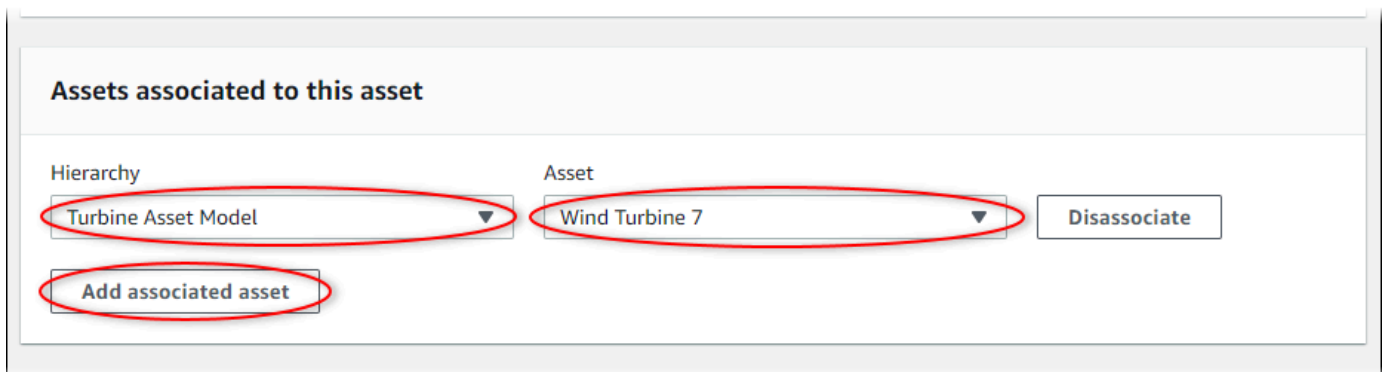 Assets associated to this asset
Hierarchy
Asset
Turbine Asset Model
Wind Turbine 7
Disassociate
Add associated asset